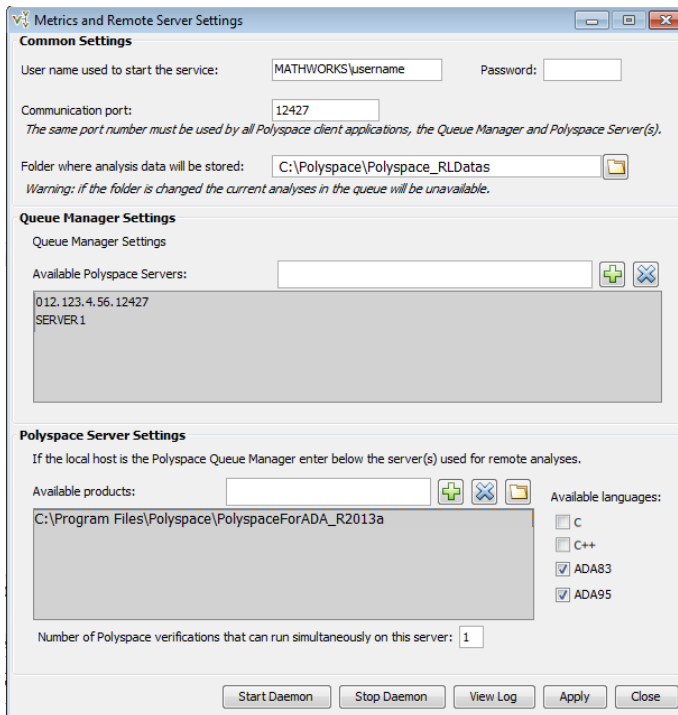 Metrics and Remote Server Settings
Common Settings
User name used to start the service: MATHWORKS\username Password:
Communication port: 12427
The same port number must be used by all Polyspace client applications, the Queue Manager and Polyspace Server(s).
Folder where analysis data will be stored: C:\Polyspace\Polyspace_RLDatas
Warning: if the folder is changed the current analyses in the queue will be unavailable.
Queue Manager Settings
Queue Manager Settings
Available Polyspace Servers:
012.123.4.56.12427
SERVER1
Polyspace Server Settings
If the local host is the Polyspace Queue Manager enter below the server(s) used for remote analyses.
Available products:
Available languages:
C:\Program Files\Polyspace\PolyspaceForADA_R2013a
C
C++
ADA83
ADA95
Number of Polyspace verifications that can run simultaneously on this server: 1
Start Daemon Stop Daemon View Log Apply Close